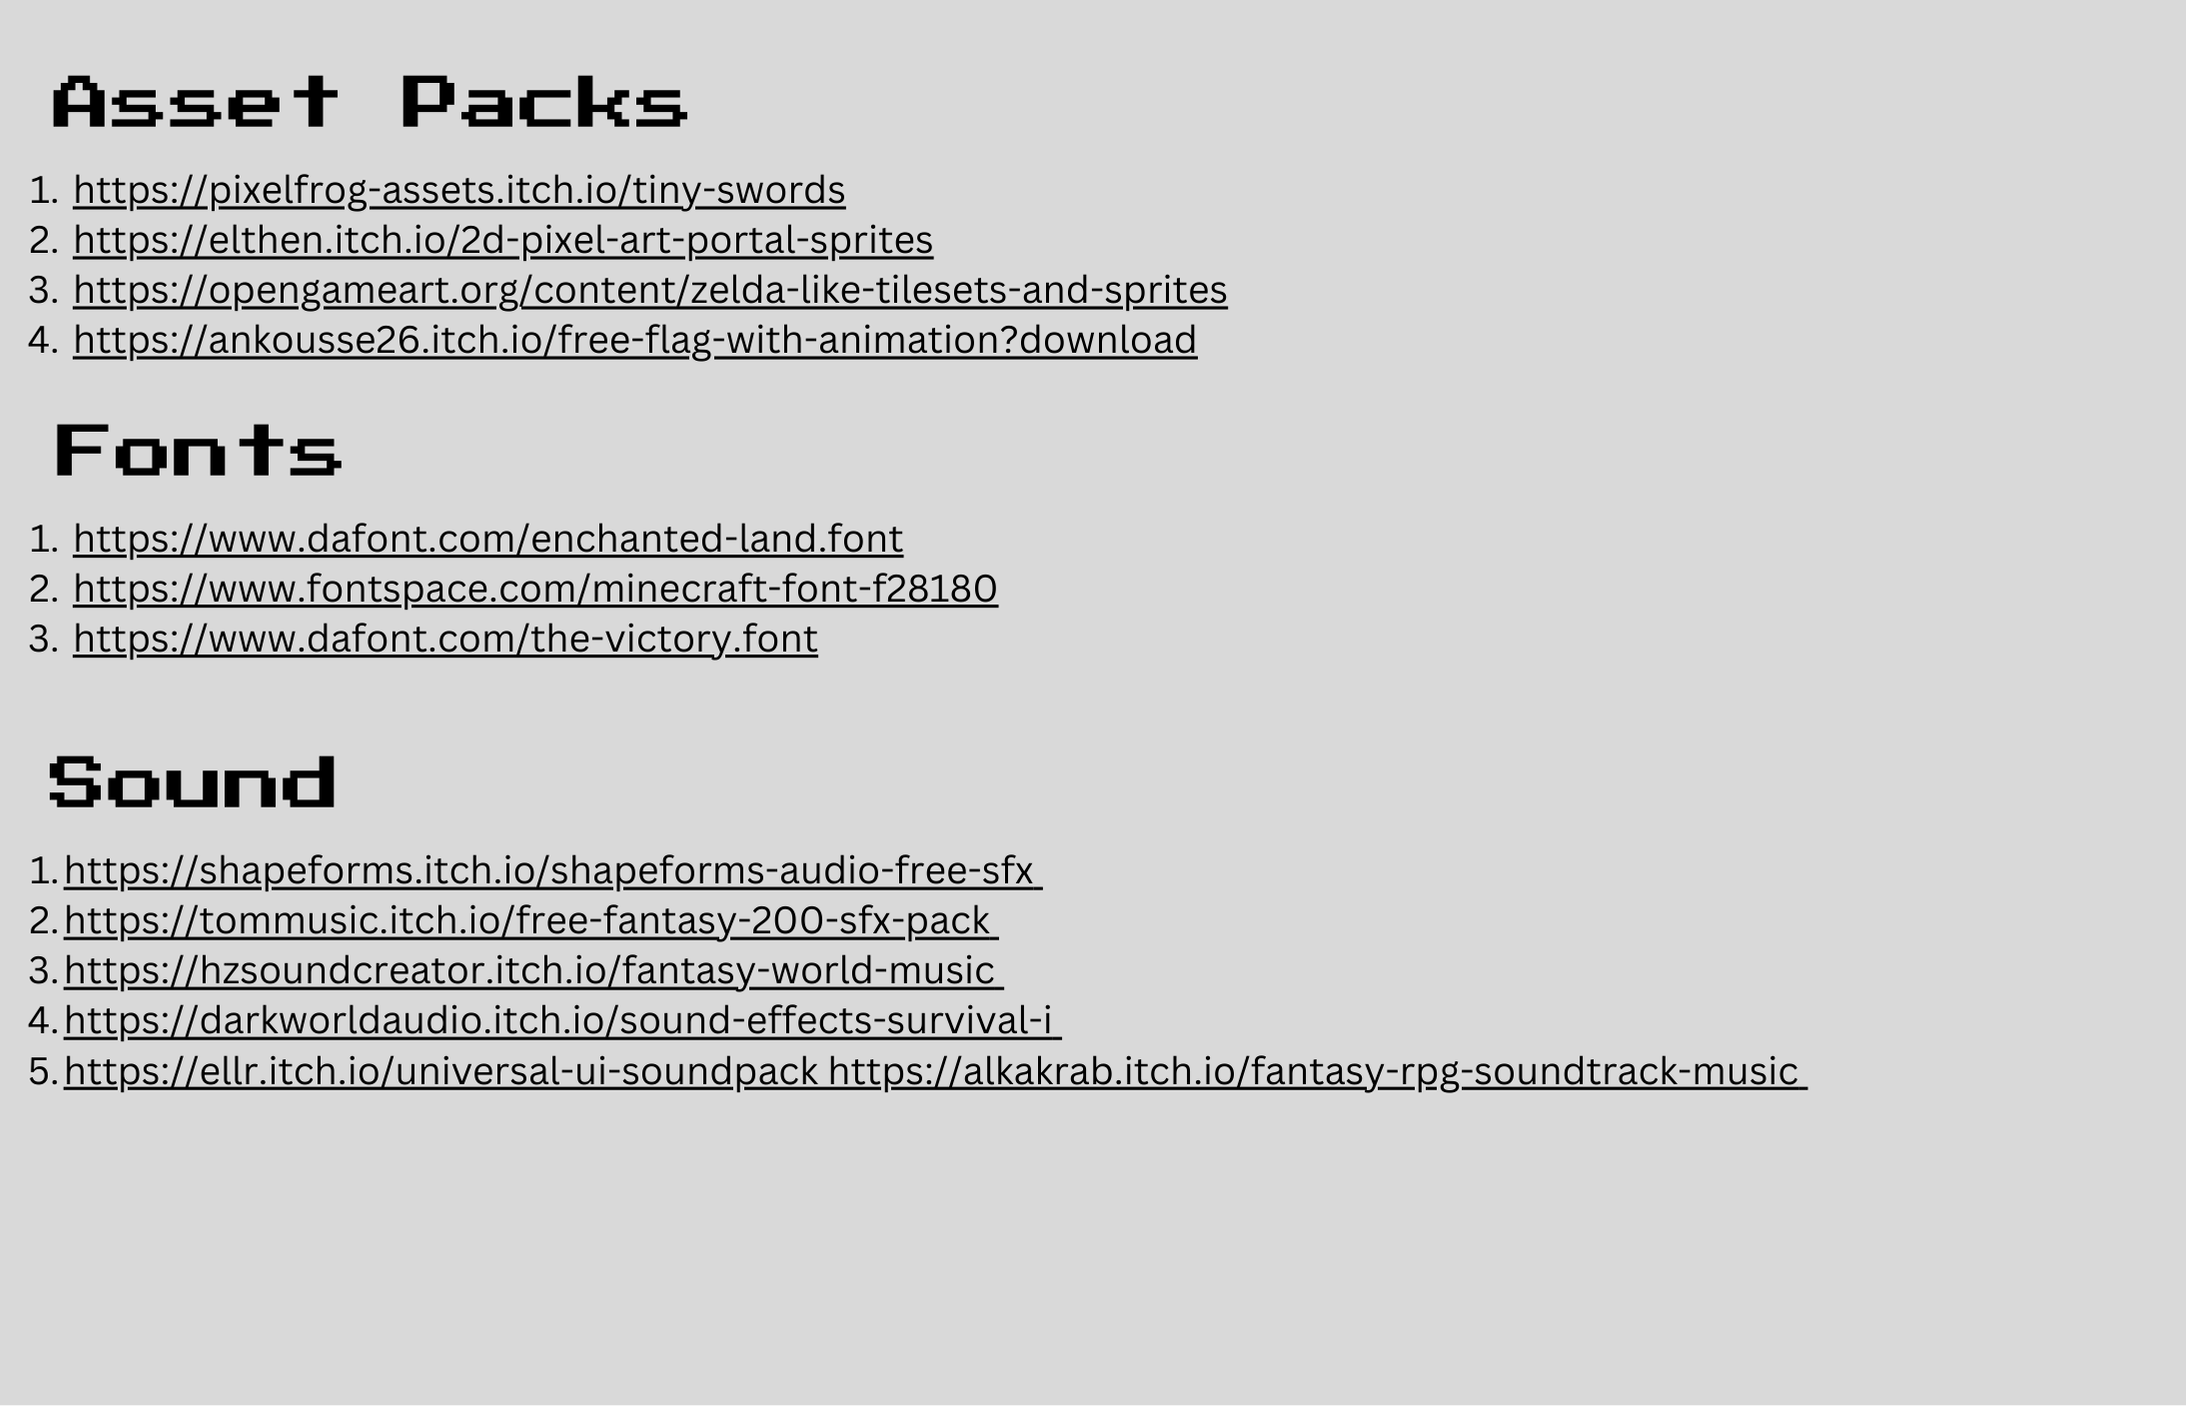 Asset Packs
1. https://pixelfrog-assets.itch.io/tiny-swords
2. https://elthen.itch.io/2d-pixel-art-portal-sprites
3. https://opengameart.org/content/zelda-like-tilesets-and-sprites
4. https://ankousse26.itch.io/free-flag-with-animation?download
Fonts
1. https://www.dafont.com/enchanted-land.font
2. https://www.fontspace.com/minecraft-font-f28180
3. https://www.dafont.com/the-victory.font
Sound
1. https://shapeforms.itch.io/shapeforms-audio-free-sfx
2. https://tommusic.itch.io/free-fantasy-200-sfx-pack
3. https://hzsoundcreator.itch.io/fantasy-world-music
4. https://darkworldaudio.itch.io/sound-effects-survival-i
5. https://ellr.itch.io/universal-ui-soundpack https://alkakrab.itch.io/fantasy-rpg-soundtrack-music